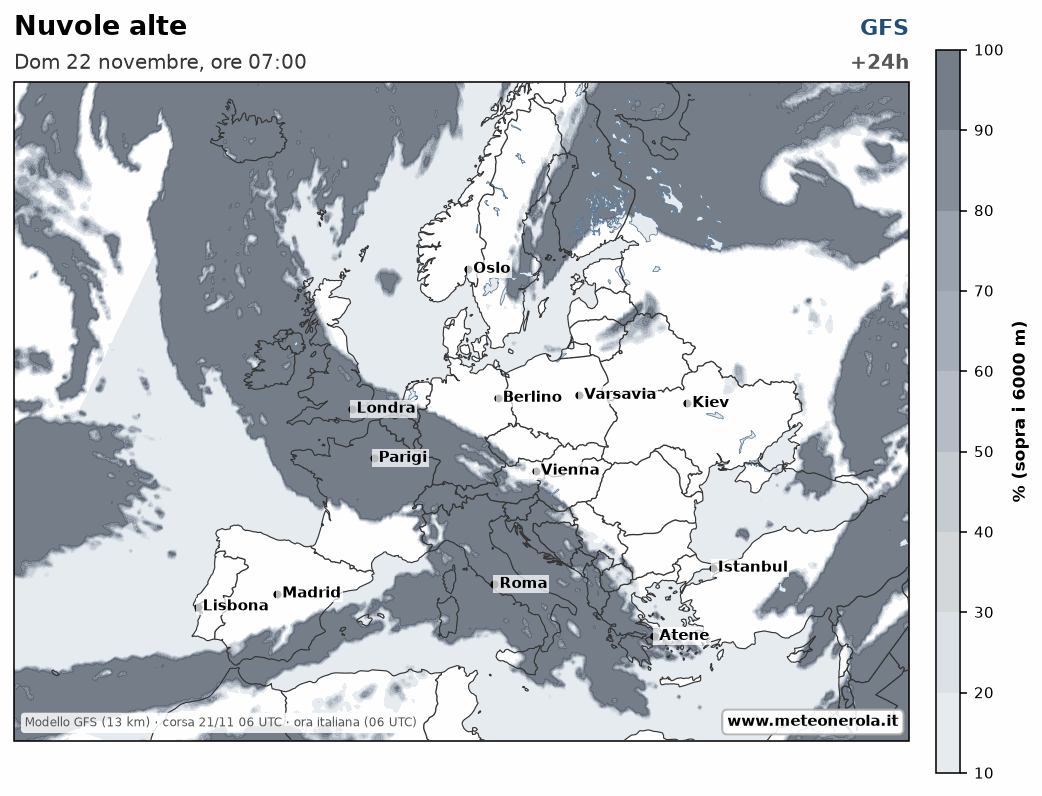 Nuvole alte
GFS
Dom 22 novembre, ore 07:00
+24h
100
90
80
70
60
50
40
30
20
10
% (sopra i 6000 m)
Oslo
Berlino
Varsavia
Kiev
Londra
Parigi
Vienna
Istanbul
Roma
Madrid
Lisbona
Atene
Modello GFS (13 km) · corsa 21/11 06 UTC · ora italiana (06 UTC)
www.meteonerola.it